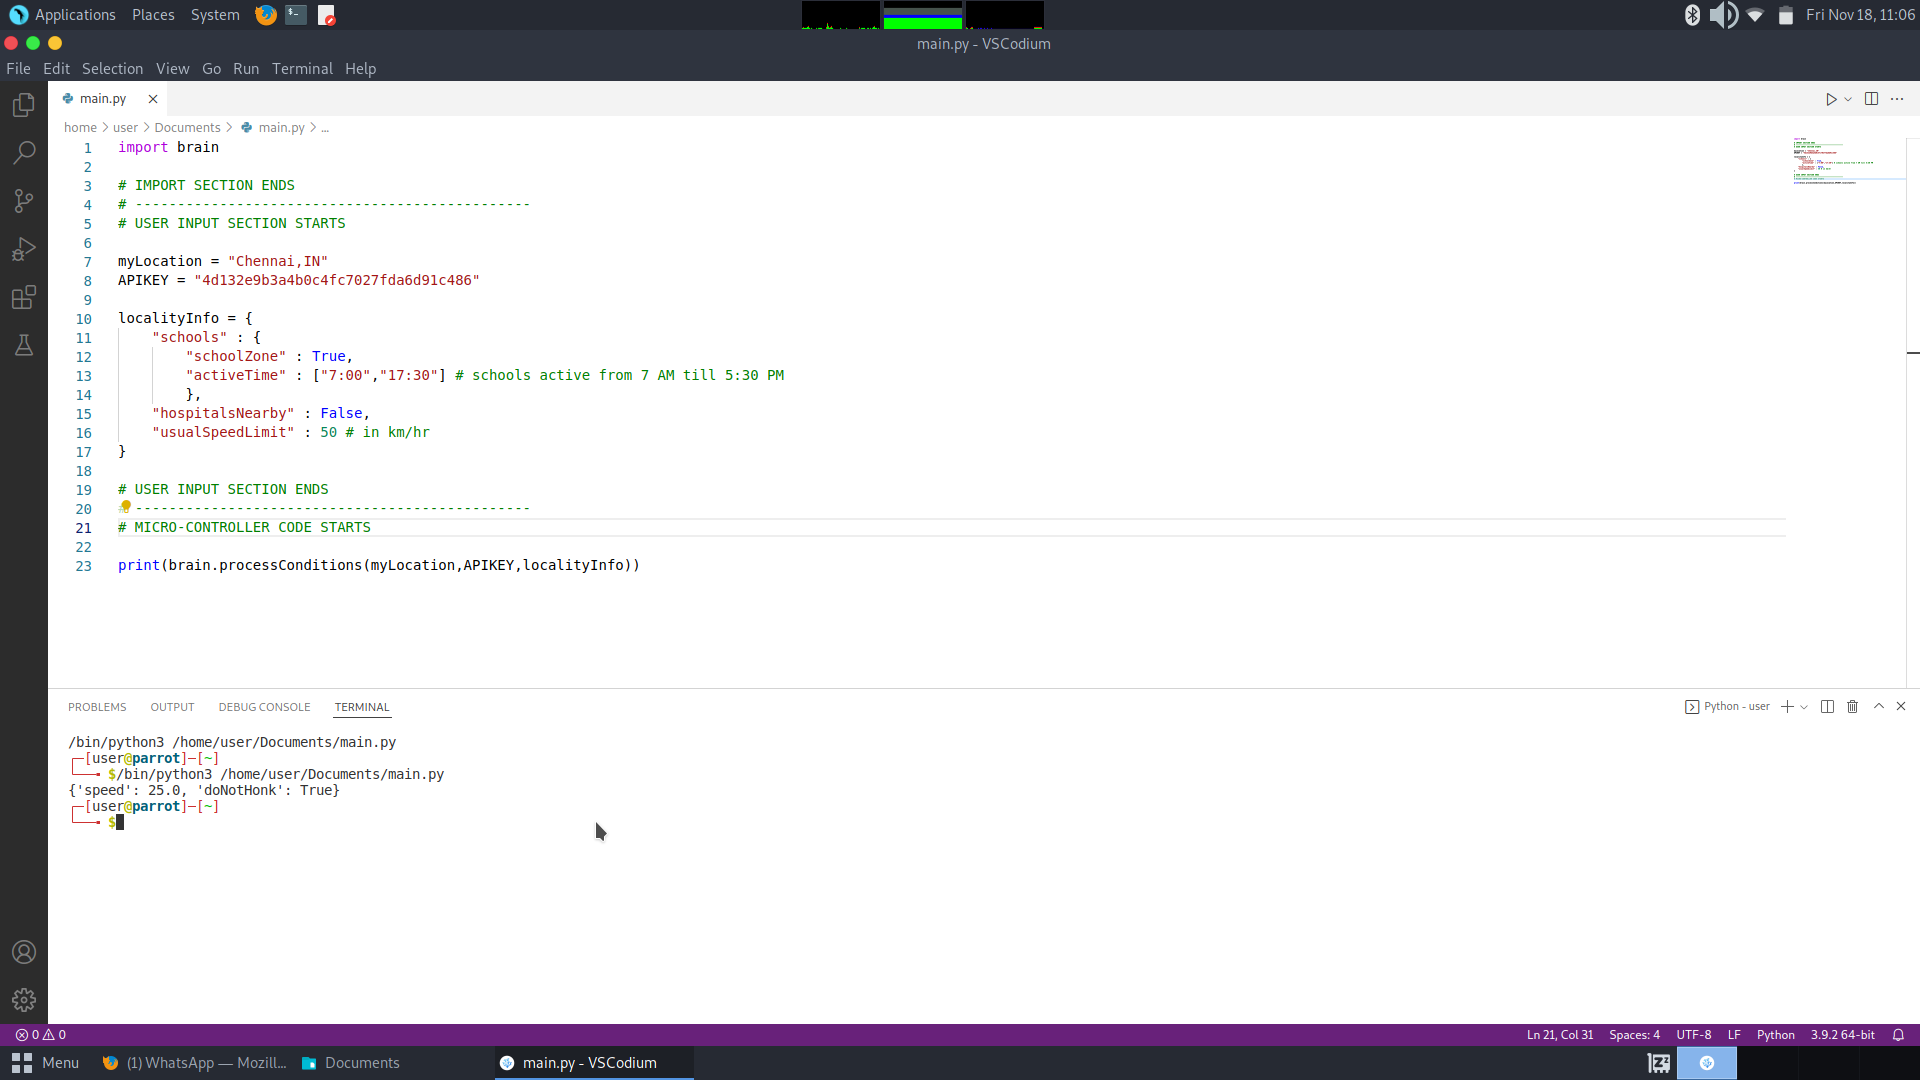 Applications Places System Fri Nov 18, 11:06
main.py - VSCodium
File Edit Selection View Go Run Terminal Help
main.py
home > user > Documents > main.py > ...
1 import brain
2
3 # IMPORT SECTION ENDS
4 # -----------------------------------------------
5 # USER INPUT SECTION STARTS
6
7 myLocation = "Chennai,IN"
8 APIKEY = "4d132e9b3a4b0c4fc7027fda6d91c486"
9
10 localityInfo = {
11 "schools" : {
12 "schoolZone" : True,
13 "activeTime" : ["7:00","17:30"] # schools active from 7 AM till 5:30 PM
14 },
15 "hospitalsNearby" : False,
16 "usualSpeedLimit" : 50 # in km/hr
17 }
18
19 # USER INPUT SECTION ENDS
20 # -----------------------------------------------
21 # MICRO-CONTROLLER CODE STARTS
22
23 print(brain.processConditions(myLocation,APIKEY,localityInfo))
PROBLEMS OUTPUT DEBUG CONSOLE TERMINAL Python - user
/bin/python3 /home/user/Documents/main.py
┌─[user@parrot]─[~]
└──╼ $/bin/python3 /home/user/Documents/main.py
{'speed': 25.0, 'doNotHonk': True}
┌─[user@parrot]─[~]
└──╼ $
0 0 Ln 21, Col 31 Spaces: 4 UTF-8 LF Python 3.9.2 64-bit
Menu (1) WhatsApp — Mozill... Documents main.py - VSCodium